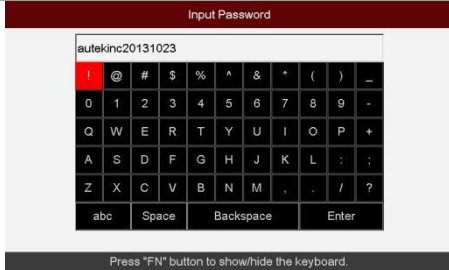 Input Password
autekinc20131023
! @ # $ % ^ & * ( ) _
0 1 2 3 4 5 6 7 8 9 -
Q W E R T Y U I O P +
A S D F G H J K L : ;
Z X C V B N M , . / ?
abc Space Backspace Enter
Press "FN" button to show/hide the keyboard.